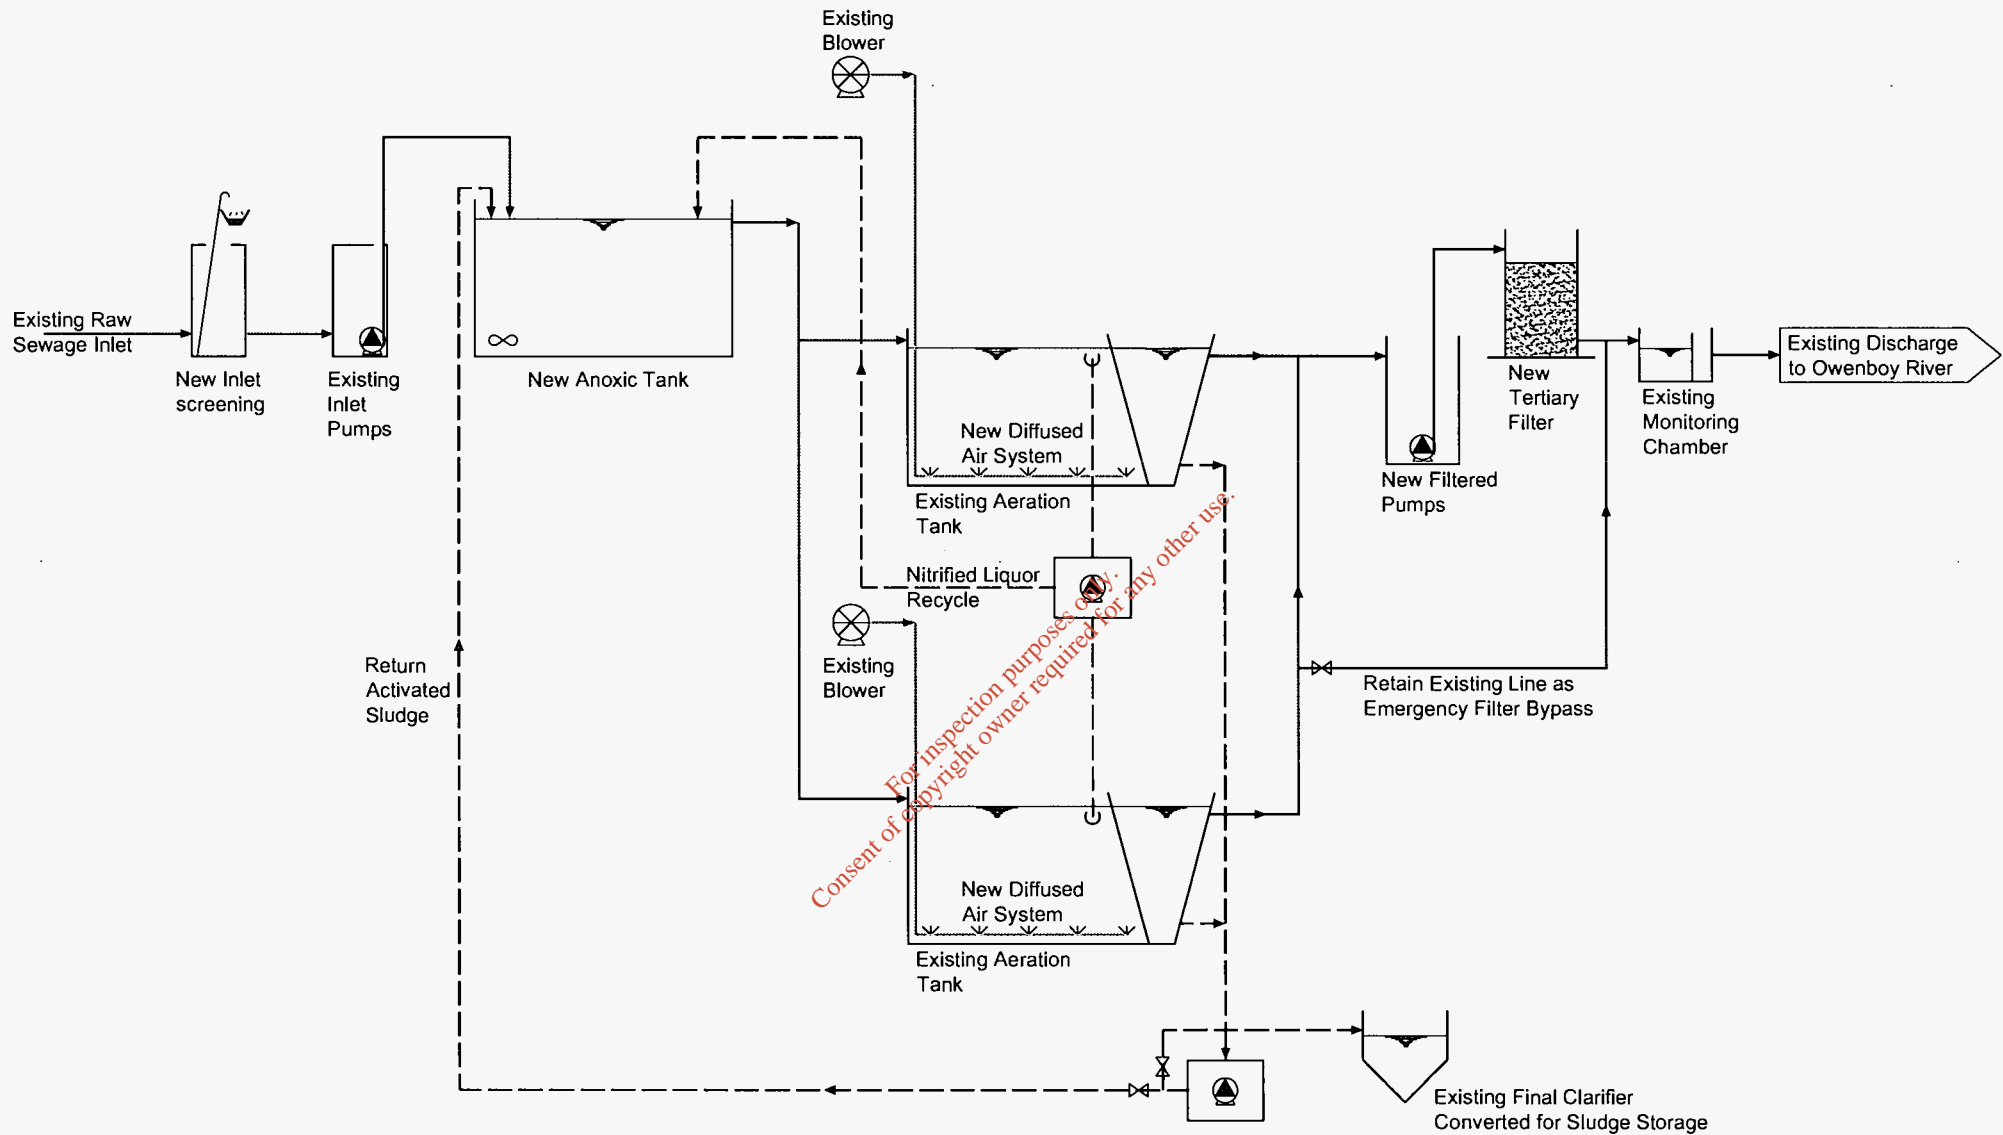 Existing
Blower
Existing Raw
Sewage Inlet
New Inlet
screening
Existing
Inlet
Pumps
New Anoxic Tank
New Diffused
Air System
Existing Aeration
Tank
New Filtered
Pumps
New
Tertiary
Filter
Existing
Monitoring
Chamber
Existing Discharge
to Owenboy River
Nitrified Liquor
Recycle
Existing
Blower
Return
Activated
Sludge
Retain Existing Line as
Emergency Filter Bypass
For inspection purposes only.
Consent of copyright owner required for any other use.
New Diffused
Air System
Existing Aeration
Tank
Existing Final Clarifier
Converted for Sludge Storage